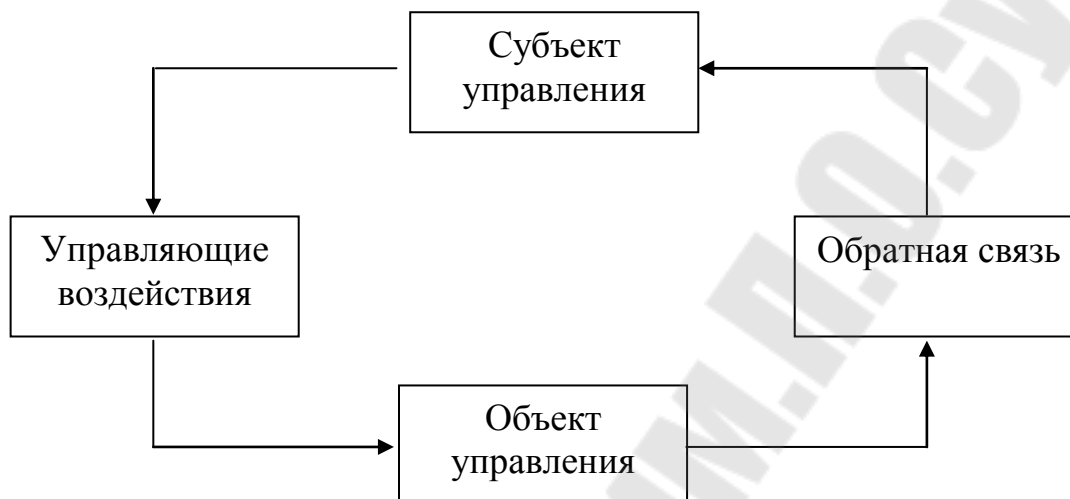 Субъект
управления
Управляющие
воздействия
Обратная связь
Объект
управления